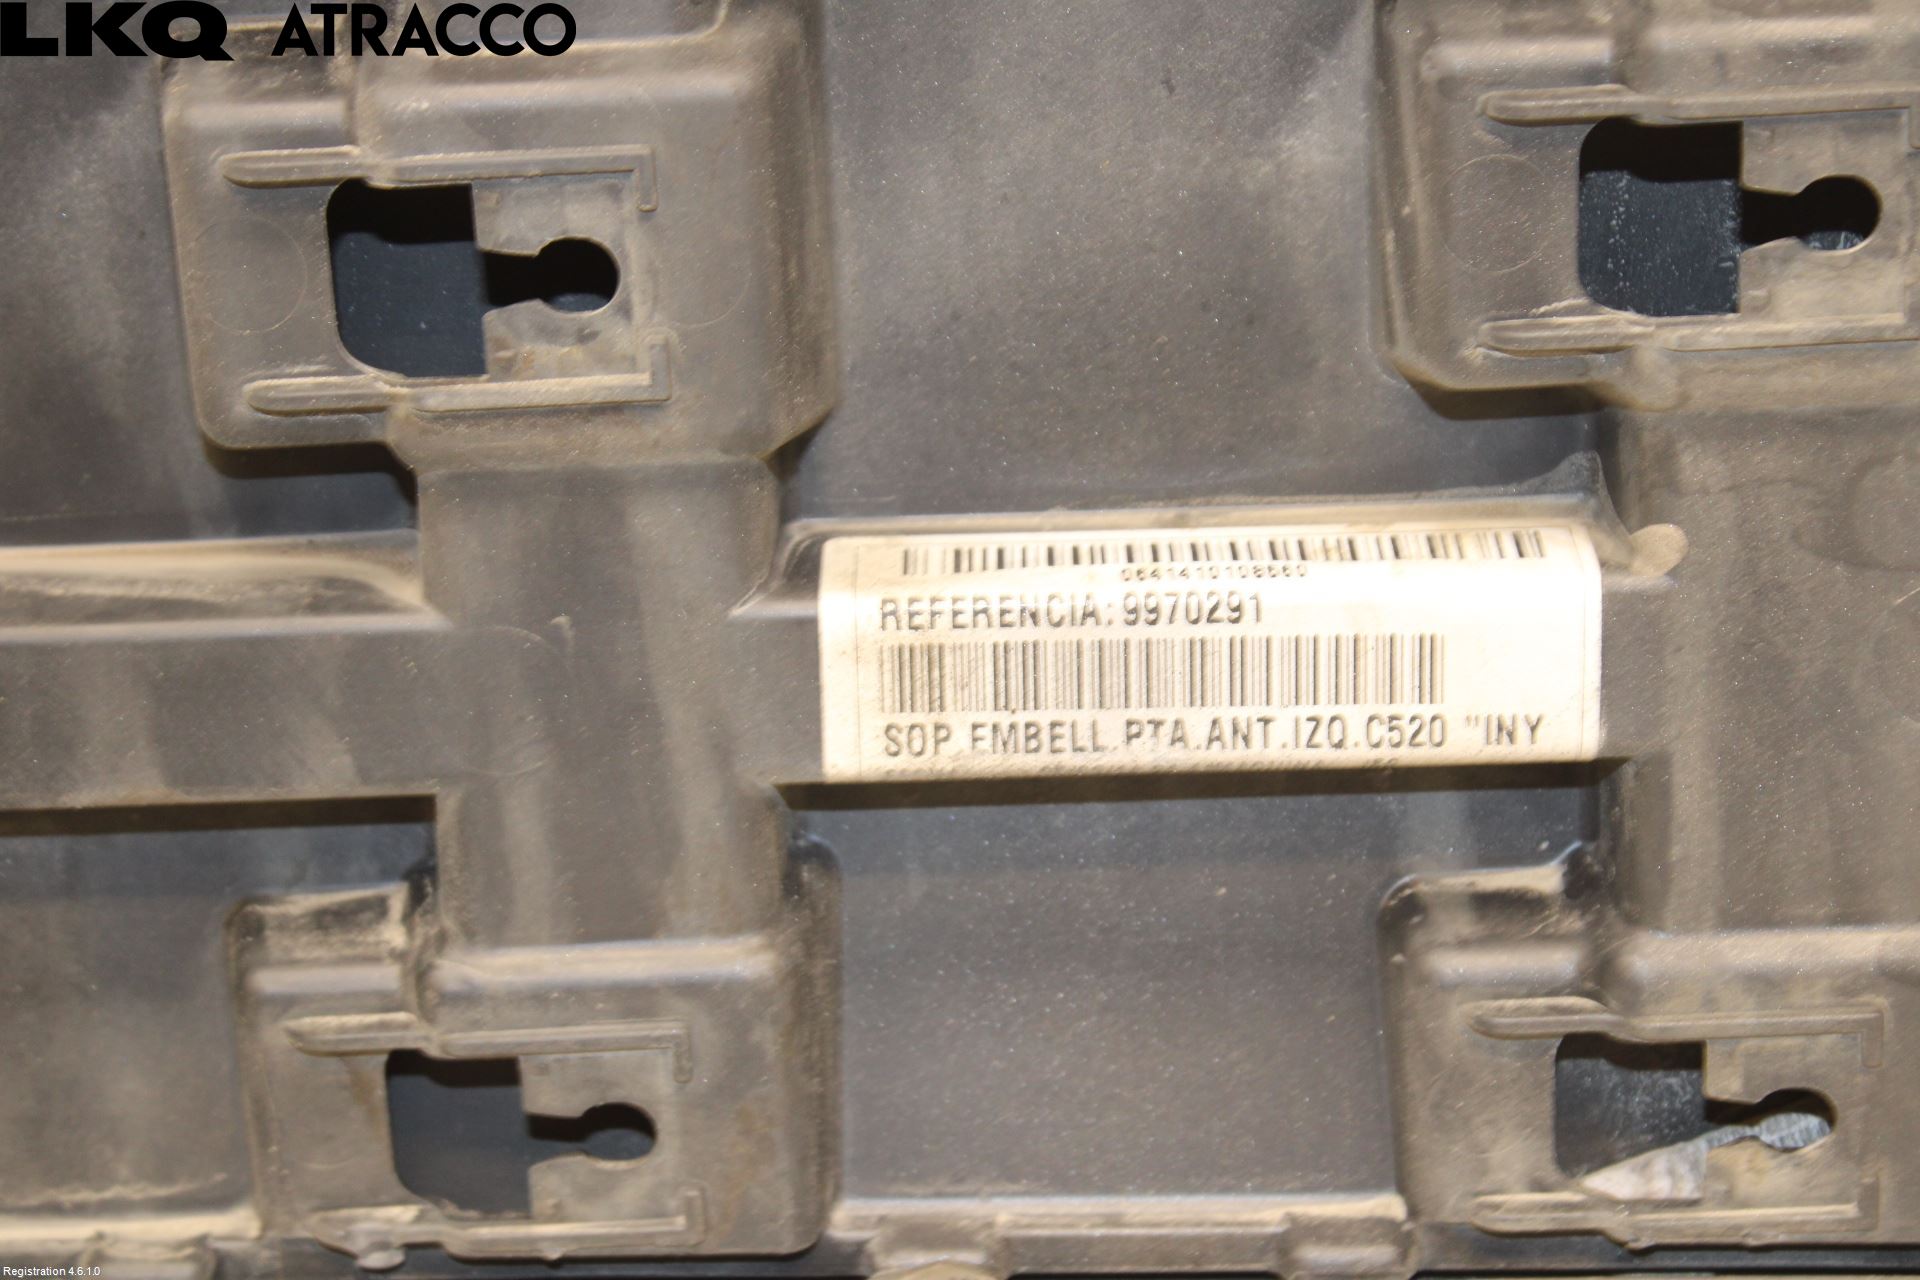 LKQ ATRACCO
REFERENCIA:9970291
SOP EMBELL.PTA.ANT.IZQ.C520 "INY
Registration 4.6.1.0